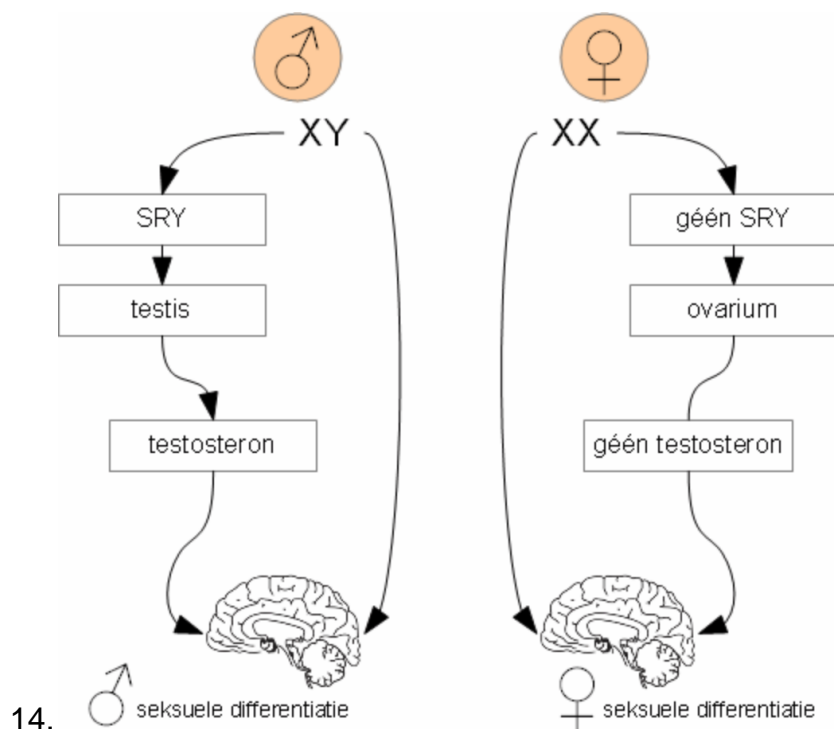 XY
XX
SRY
géén SRY
testis
ovarium
testosteron
géén testosteron
14.
seksuele differentiatie
seksuele differentiatie